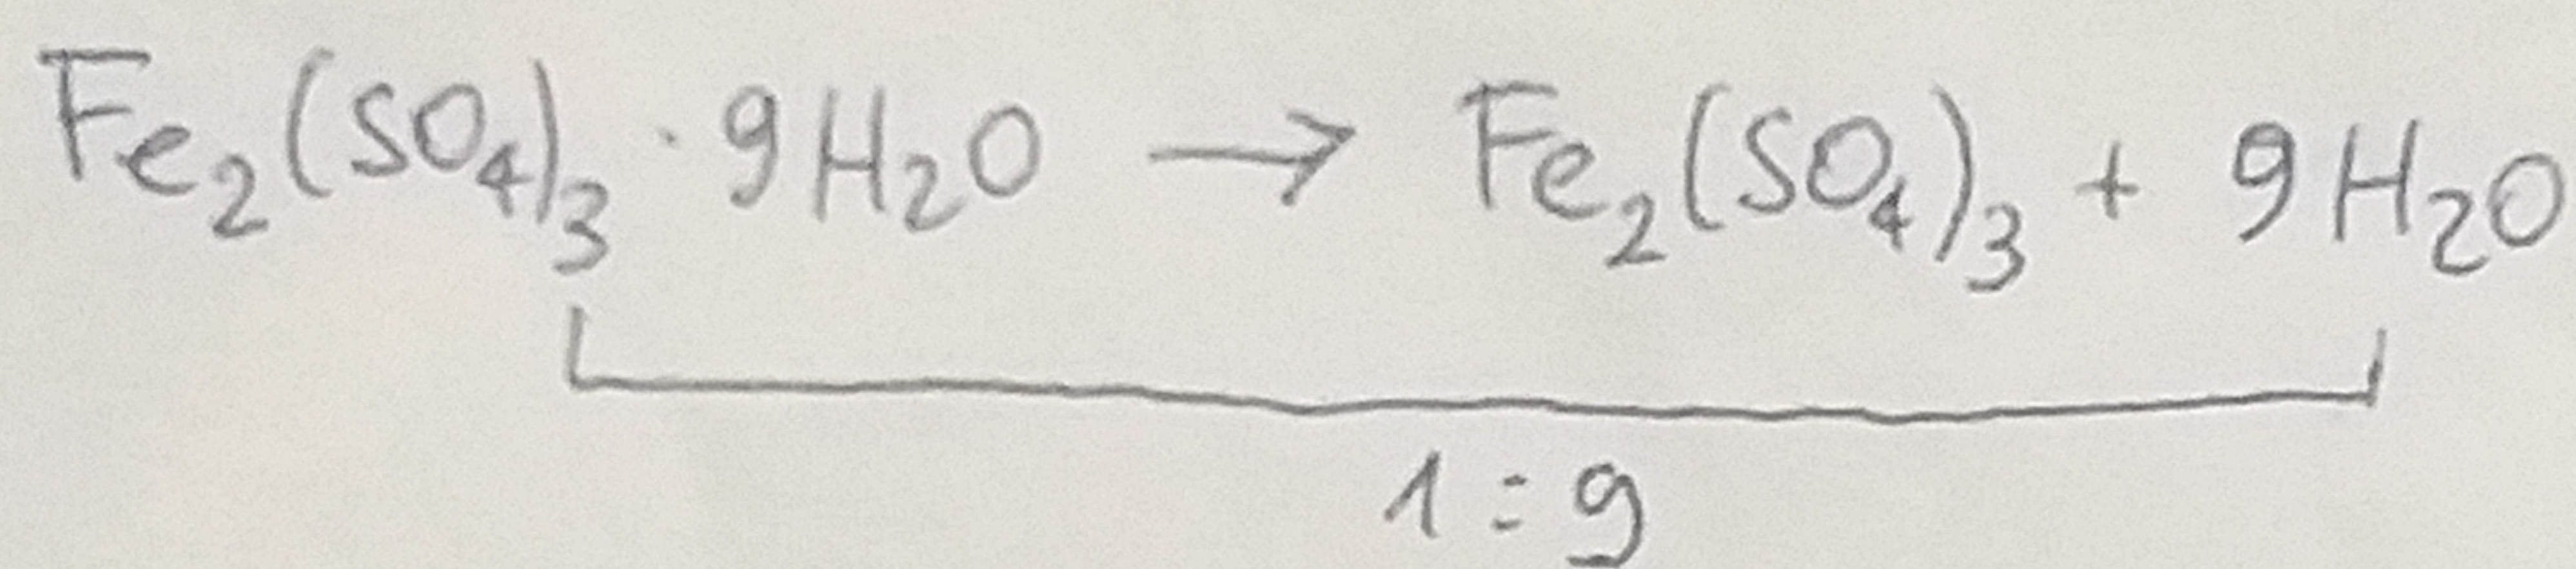 Fe₂(SO₄)₃ · 9H₂O → Fe₂(SO₄)₃ + 9H₂O
1 : 9